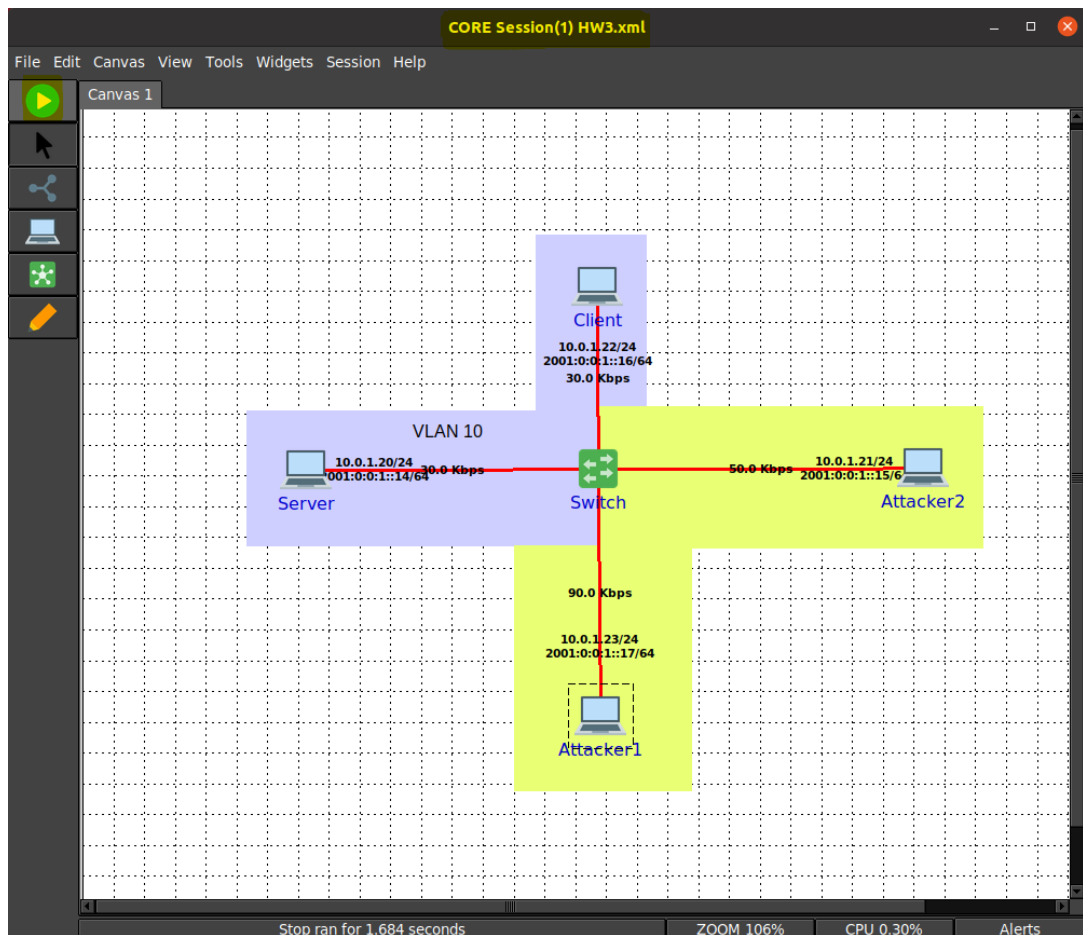 CORE Session(1) HW3.xml
File Edit Canvas View Tools Widgets Session Help
Canvas 1
Client
10.0.1.22/24
2001:0:0:1::16/64
30.0 Kbps
VLAN 10
10.0.1.20/24
001:0:0:1::14/64
30.0 Kbps
Server
Switch
50.0 Kbps
10.0.1.21/24
2001:0:0:1::15/6
Attacker2
90.0 Kbps
10.0.1.23/24
2001:0:0:1::17/64
Attacker1
Stop ran for 1.684 seconds
ZOOM 106%
CPU 0.30%
Alerts